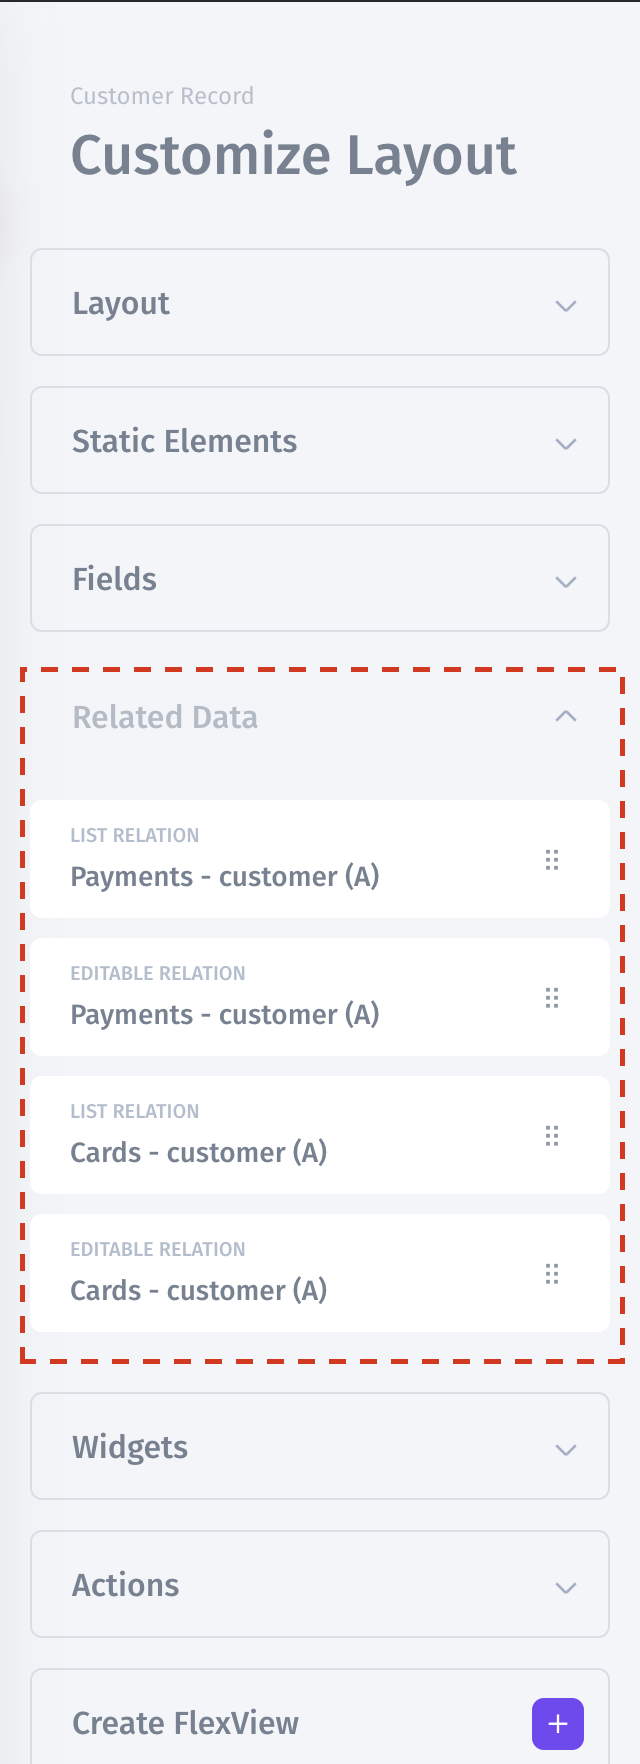 Customer Record
Customize Layout
Layout
Static Elements
Fields
Related Data
LIST RELATION
Payments - customer (A)
EDITABLE RELATION
Payments - customer (A)
LIST RELATION
Cards - customer (A)
EDITABLE RELATION
Cards - customer (A)
Widgets
Actions
Create FlexView